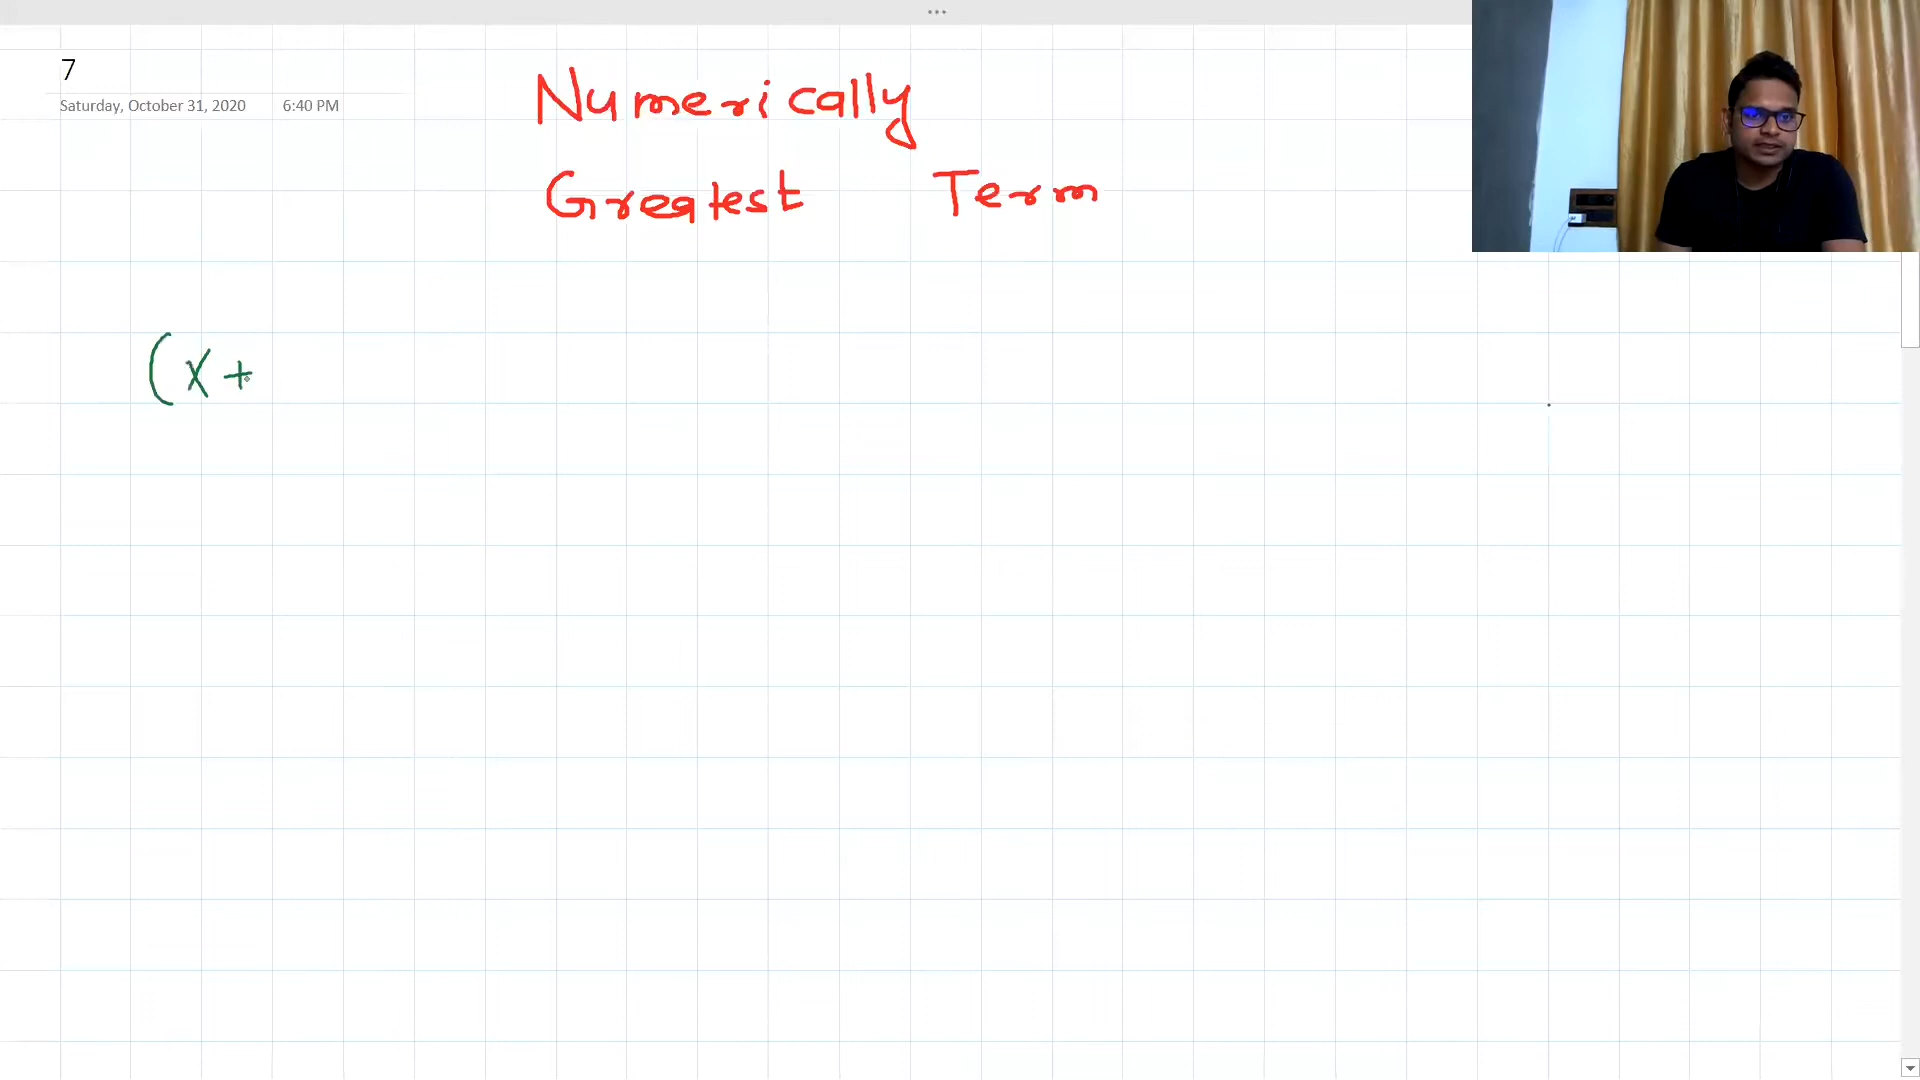 7
Saturday, October 31, 2020 6:40 PM
Numerically
Greatest Term
(x +